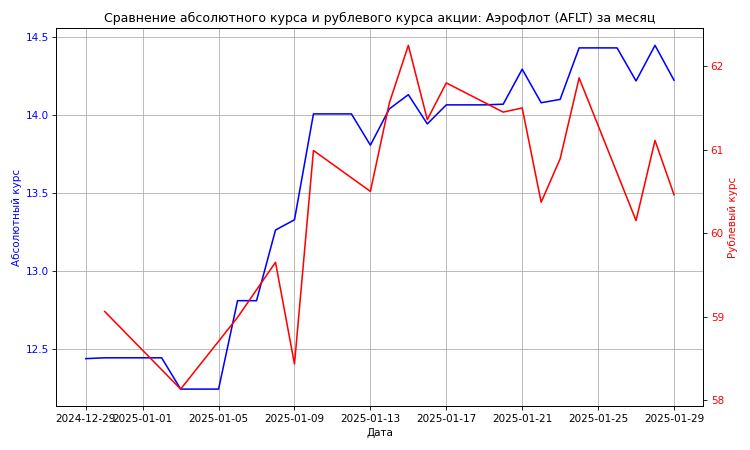 Сравнение абсолютного курса и рублевого курса акции: Аэрофлот (AFLT) за месяц
14.5
14.0
13.5
13.0
12.5
Абсолютный курс
62
61
60
59
58
Рублевый курс
2024-12-29 2025-01-01 2025-01-05 2025-01-09 2025-01-13 2025-01-17 2025-01-21 2025-01-25 2025-01-29
Дата